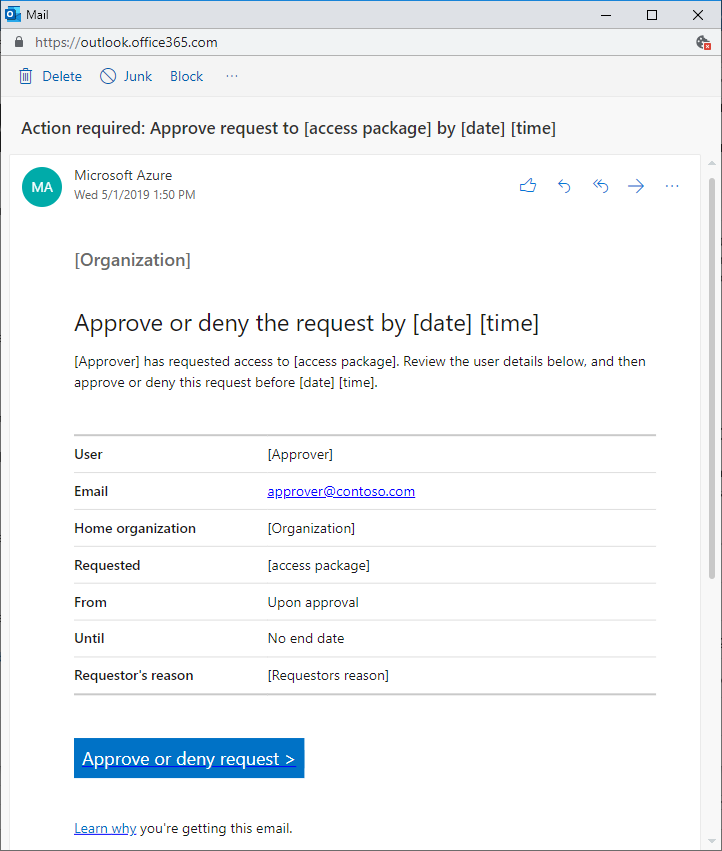 Mail
https://outlook.office365.com
Delete Junk Block ...
Action required: Approve request to [access package] by [date] [time]
MA
Microsoft Azure
Wed 5/1/2019 1:50 PM
[Organization]
Approve or deny the request by [date] [time]
[Approver] has requested access to [access package]. Review the user details below, and then
approve or deny this request before [date] [time].
User [Approver]
Email approver@contoso.com
Home organization [Organization]
Requested [access package]
From Upon approval
Until No end date
Requestor's reason [Requestors reason]
Approve or deny request >
Learn why you're getting this email.